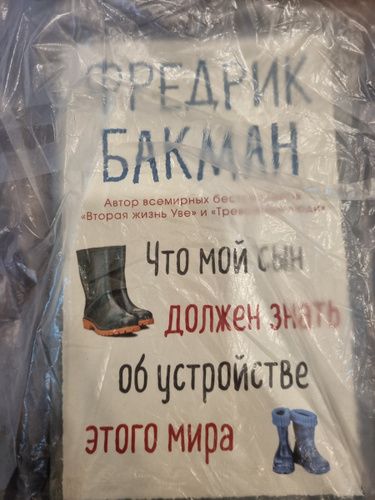 ФРЕДРИК
БАКМАН
Автор всемирных
«Вторая жизнь Уве» и
Что мой сын
должен знать
об устройстве
этого мира